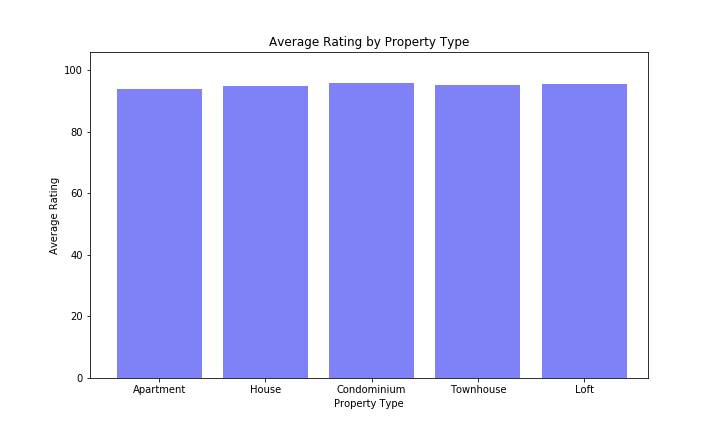 Average Rating by Property Type
100
80
60
40
20
0
Average Rating
Apartment House Condominium Townhouse Loft
Property Type